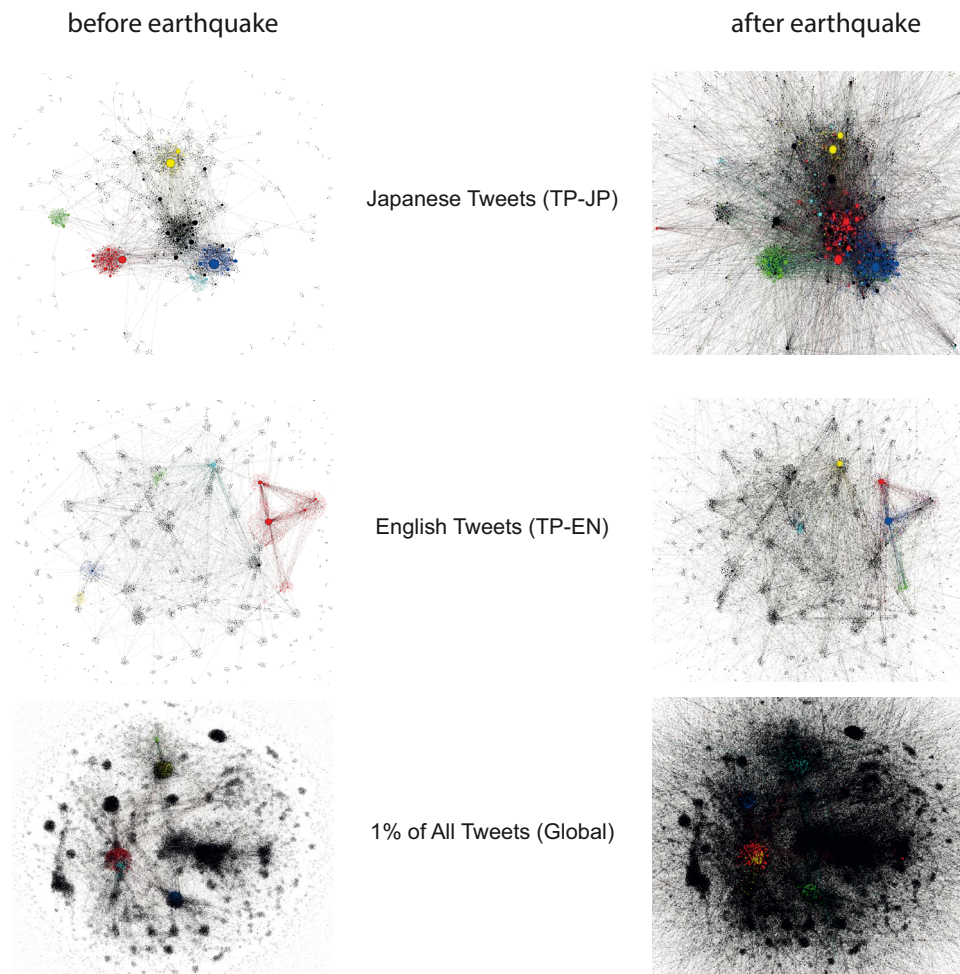 before earthquake
after earthquake
Japanese Tweets (TP-JP)
English Tweets (TP-EN)
1% of All Tweets (Global)